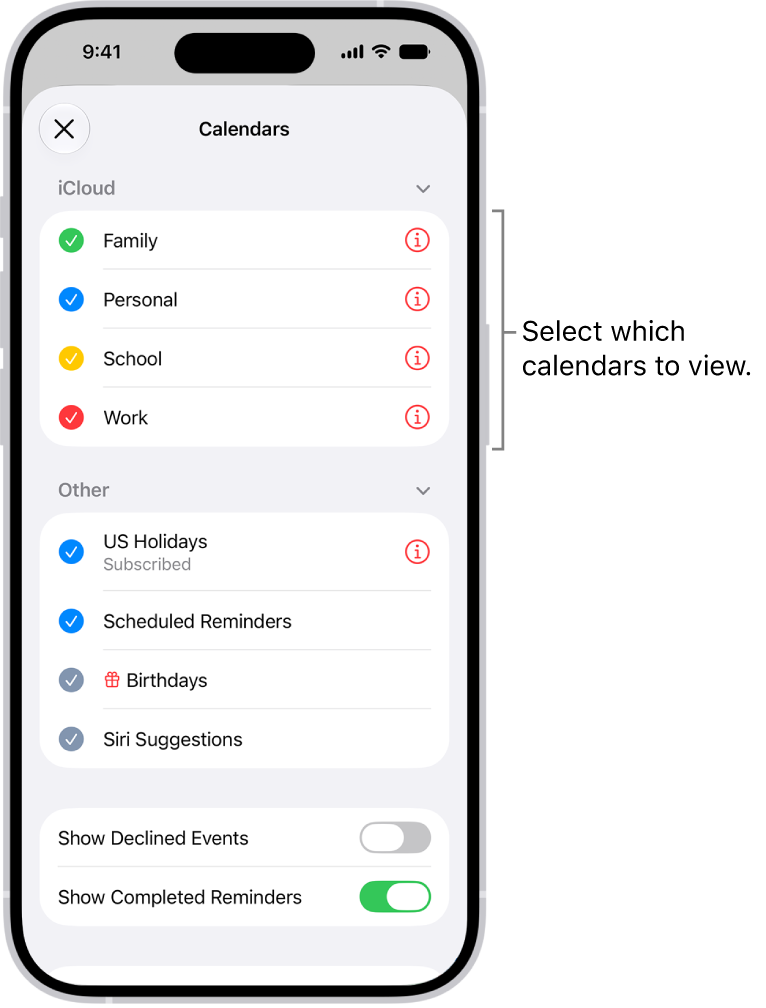 9:41
Calendars
iCloud
Family
Personal
School
Work
Select which
calendars to view.
Other
US Holidays
Subscribed
Scheduled Reminders
Birthdays
Siri Suggestions
Show Declined Events
Show Completed Reminders